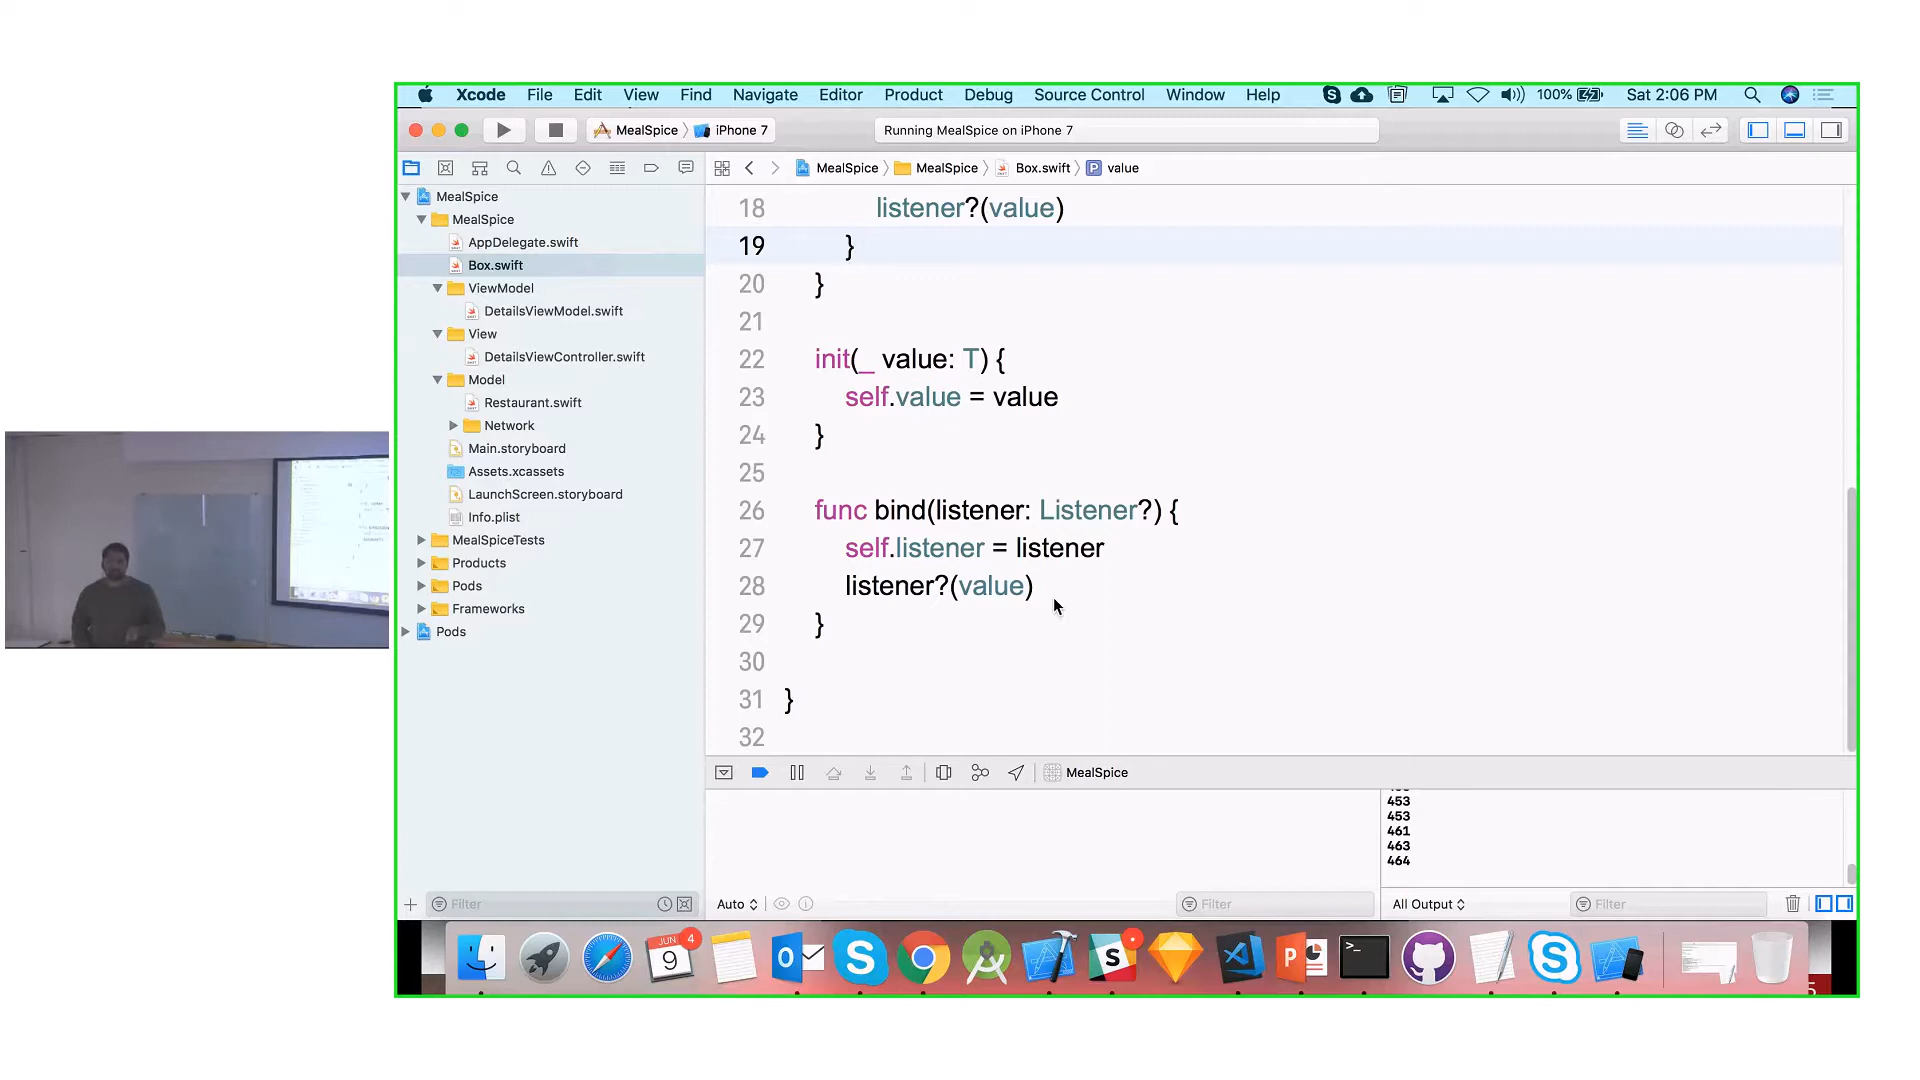 Xcode File Edit View Find Navigate Editor Product Debug Source Control Window Help 100% Sat 2:06 PM
MealSpice iPhone 7 Running MealSpice on iPhone 7
MealSpice MealSpice Box.swift P value
MealSpice
MealSpice
AppDelegate.swift
Box.swift
ViewModel
DetailsViewModel.swift
View
DetailsViewController.swift
Model
Restaurant.swift
Network
Main.storyboard
Assets.xcassets
LaunchScreen.storyboard
Info.plist
MealSpiceTests
Products
Pods
Frameworks
Pods
18 listener?(value)
19 }
20 }
21
22 init(_ value: T) {
23 self.value = value
24 }
25
26 func bind(listener: Listener?) {
27 self.listener = listener
28 listener?(value)
29 }
30
31 }
32
MealSpice
453
453
461
463
464
Filter Auto Filter All Output Filter
JUN 4
9